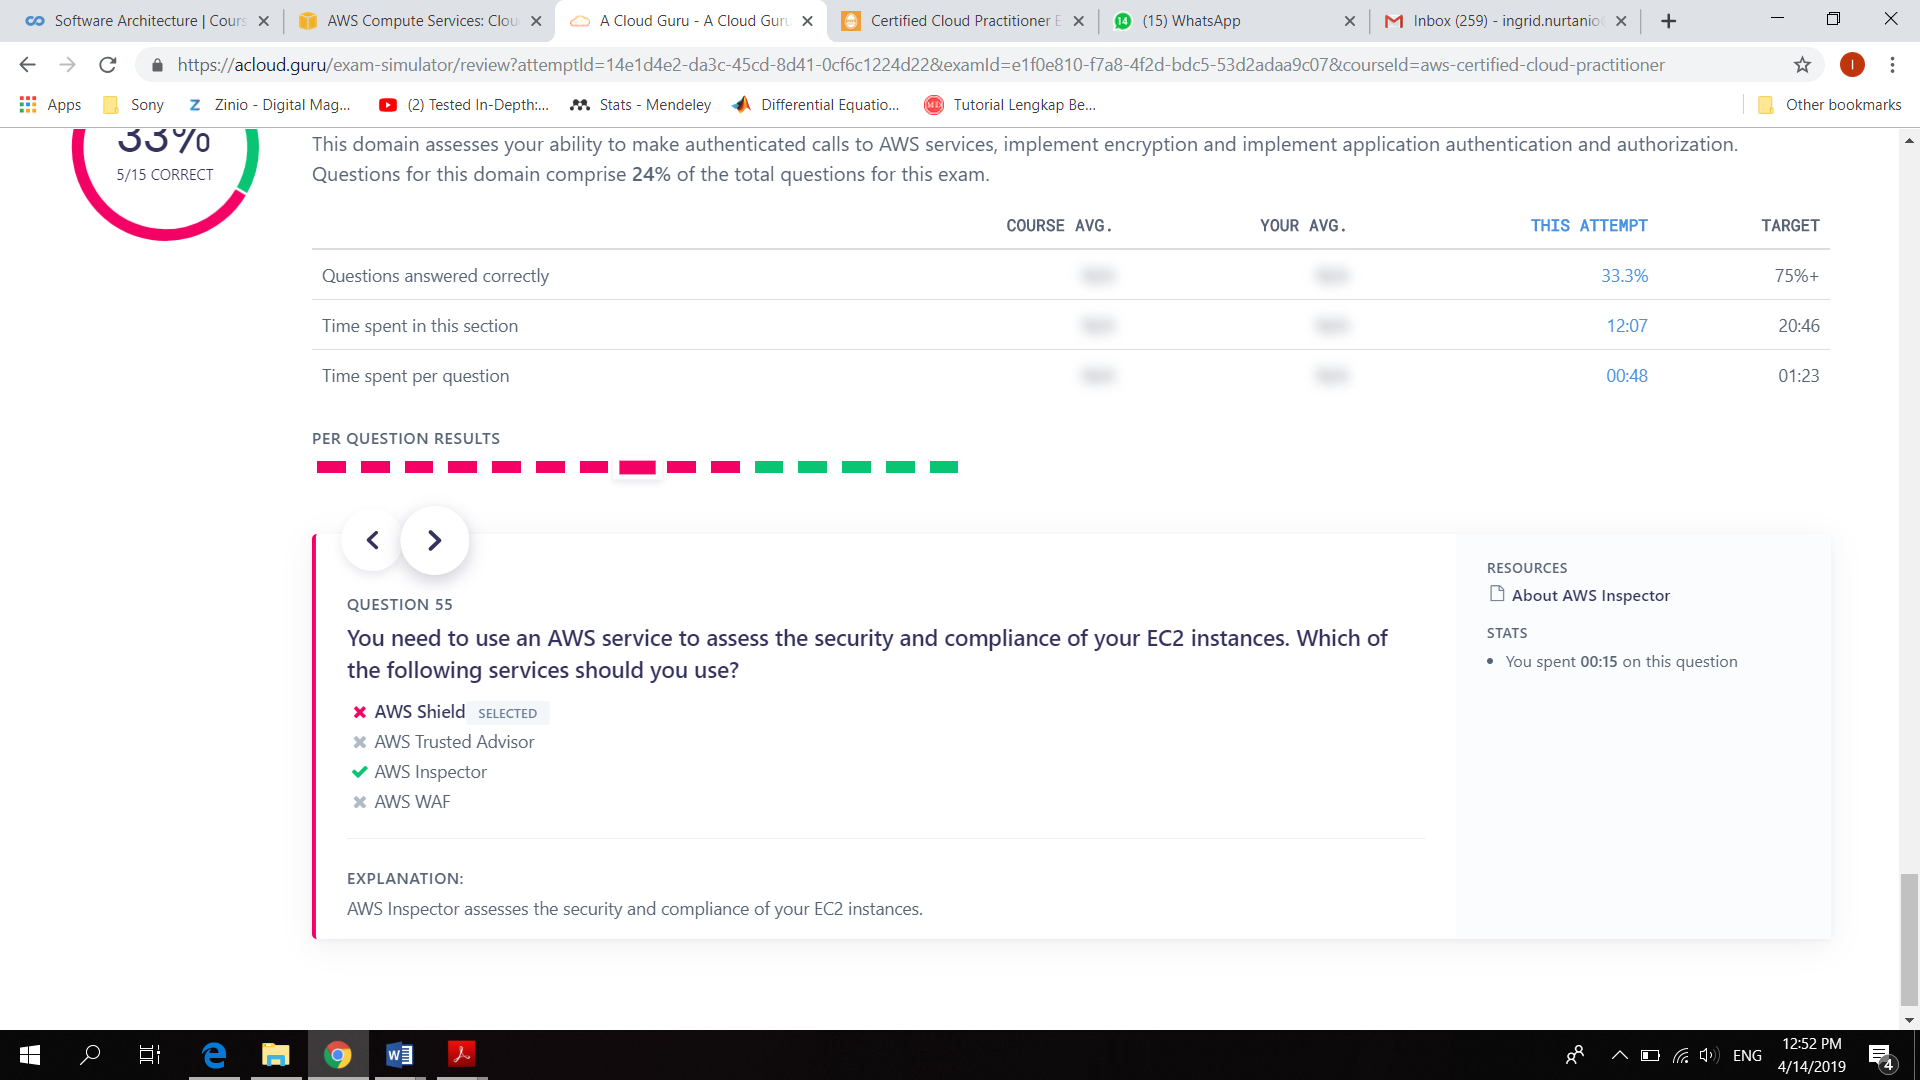 Software Architecture | Cours
AWS Compute Services: Clou
A Cloud Guru - A Cloud Guru
Certified Cloud Practitioner E
14
(15) WhatsApp
Inbox (259) - ingrid.nurtanio
https://acloud.guru/exam-simulator/review?attemptId=14e1d4e2-da3c-45cd-8d41-0cf6c1224d22&examId=e1f0e810-f7a8-4f2d-bdc5-53d2adaa9c07&courseId=aws-certified-cloud-practitioner
I
Apps
Sony
Z Zinio - Digital Mag...
(2) Tested In-Depth:...
Stats - Mendeley
Differential Equatio...
Tutorial Lengkap Be...
Other bookmarks
33%
5/15 CORRECT
This domain assesses your ability to make authenticated calls to AWS services, implement encryption and implement application authentication and authorization.
Questions for this domain comprise 24% of the total questions for this exam.
COURSE AVG. YOUR AVG. THIS ATTEMPT TARGET
Questions answered correctly 33.3% 75%+
Time spent in this section 12:07 20:46
Time spent per question 00:48 01:23
PER QUESTION RESULTS
QUESTION 55
You need to use an AWS service to assess the security and compliance of your EC2 instances. Which of
the following services should you use?
AWS Shield SELECTED
AWS Trusted Advisor
AWS Inspector
AWS WAF
EXPLANATION:
AWS Inspector assesses the security and compliance of your EC2 instances.
RESOURCES
About AWS Inspector
STATS
You spent 00:15 on this question
ENG
12:52 PM
4/14/2019
4